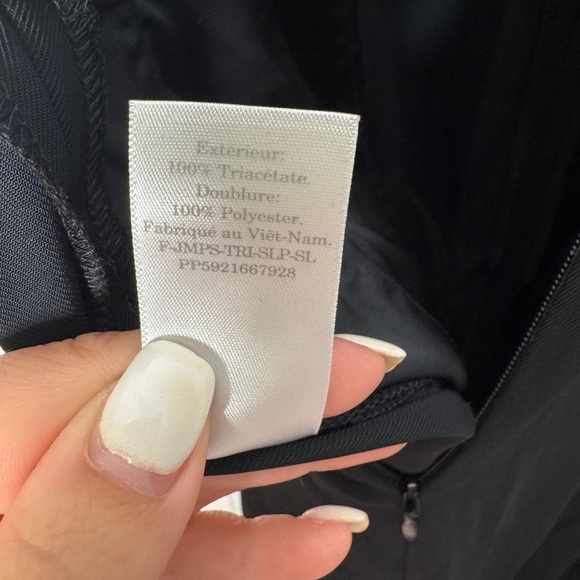 Extérieur:
100% Triacétate.
Doublure:
100% Polyester.
Fabriqué au Viêt-Nam.
F-JMPS-TRI-SLP-SL
PP5921667928